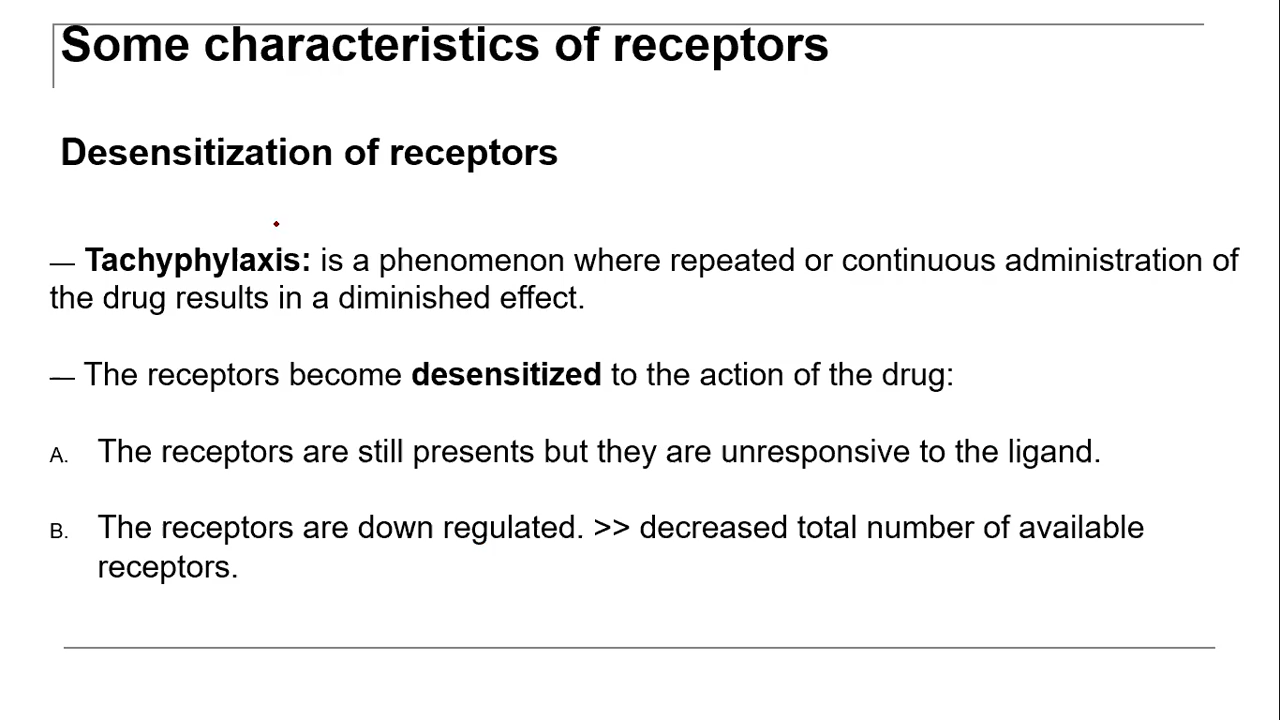 Some characteristics of receptors
Desensitization of receptors
— Tachyphylaxis: is a phenomenon where repeated or continuous administration of
the drug results in a diminished effect.
— The receptors become desensitized to the action of the drug:
A. The receptors are still presents but they are unresponsive to the ligand.
B. The receptors are down regulated. >> decreased total number of available
receptors.